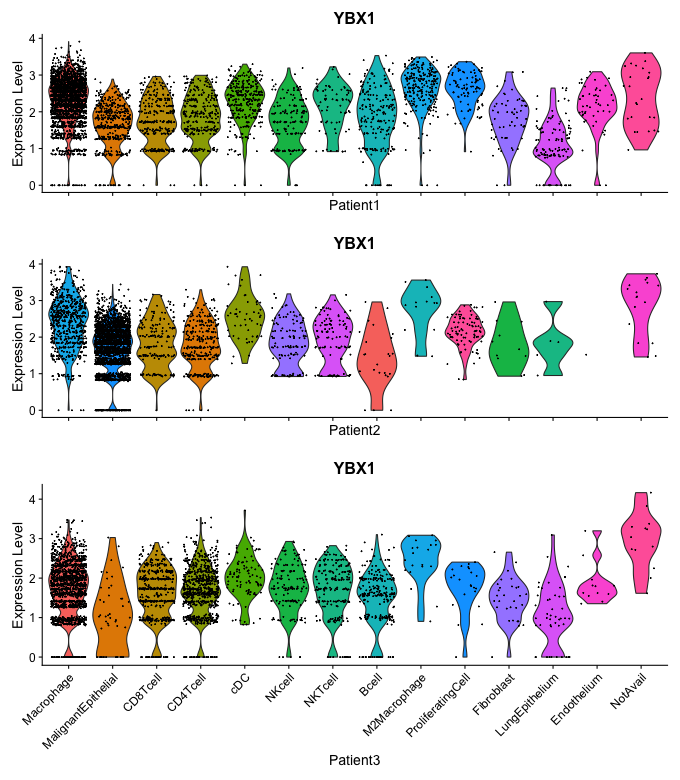 YBX1
Expression Level
4
3
2
1
0
Patient1
YBX1
Expression Level
4
3
2
1
0
Patient2
YBX1
Expression Level
4
3
2
1
0
Macrophage
MalignantEpithelial
CD8Tcell
CD4Tcell
cDC
NKcell
NKTcell
Bcell
M2Macrophage
ProliferatingCell
Fibroblast
LungEpithelium
Endothelium
NotAvail
Patient3